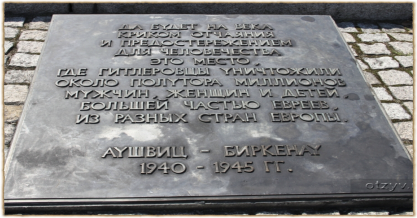 ДА БУДЕТ НА ВЕКА
КРИКОМ ОТЧАЯНИЯ
И ПРЕДОСТЕРЕЖЕНИЕМ
ДЛЯ ЧЕЛОВЕЧЕСТВА
ЭТО МЕСТО,
ГДЕ ГИТЛЕРОВЦЫ УНИЧТОЖИЛИ
ОКОЛО ПОЛУТОРА МИЛЛИОНОВ
МУЖЧИН, ЖЕНЩИН И ДЕТЕЙ,
БОЛЬШЕЙ ЧАСТЬЮ ЕВРЕЕВ,
ИЗ РАЗНЫХ СТРАН ЕВРОПЫ.
АУШВИЦ - БИРКЕНАУ
1940 - 1945 ГГ.
otzyv